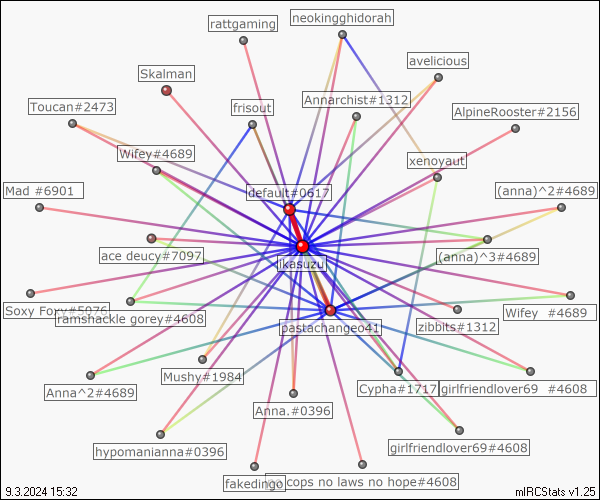 neokingghidorah
rattgaming
avelicious
Skalman
Annarchist#1312
Toucan#2473
frisout
AlpineRooster#2156
Wifey#4689
xenoyaut
Mad #6901
default#0617
(anna)^2#4689
ace deucy#7097
ikasuzu
(anna)^3#4689
Soxy Foxy#5076
ramshackle gorey#4608
Wifey #4689
pastachangeo41
zibbits#1312
Mushy#1984
Anna^2#4689
Cypha#1717
girlfriendlover69 #4608
Anna.#0396
hypomanianna#0396
girlfriendlover69#4608
fakedingo
cops no laws no hope#4608
9.3.2024 15:32
mIRCStats v1.25